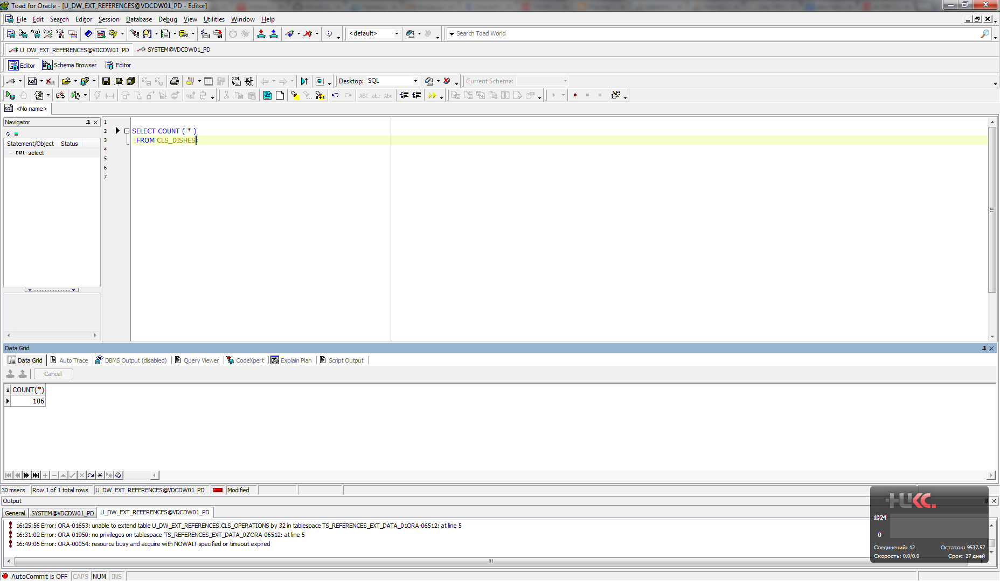 Toad for Oracle - [U_DW_EXT_REFERENCES@VDCDW01_PD - Editor]
File Edit Search Editor Session Database Debug View Utilities Window Help
<default> Search Toad World
U_DW_EXT_REFERENCES@VDCDW01_PD SYSTEM@VDCDW01_PD
Editor Schema Browser Editor
SQL SQL SQL Desktop: SQL Current Schema:
ABC abc Abc
SQL <No name>
Navigator
Statement/Object Status
DML select
1
2 SELECT COUNT ( * )
3 FROM CLS_DISHES;
4
5
6
7
Data Grid
Data Grid Auto Trace DBMS Output (disabled) Query Viewer CodeXpert Explain Plan Script Output
Cancel
COUNT(*)
106
30 msecs Row 1 of 1 total rows U_DW_EXT_REFERENCES@VDCDW01_PD Modified
Output
General SYSTEM@VDCDW01_PD U_DW_EXT_REFERENCES@VDCDW01_PD
16:25:56 Error: ORA-01653: unable to extend table U_DW_EXT_REFERENCES.CLS_OPERATIONS by 32 in tablespace TS_REFERENCES_EXT_DATA_01ORA-06512: at line 5
16:31:02 Error: ORA-01950: no privileges on tablespace 'TS_REFERENCES_EXT_DATA_02'ORA-06512: at line 5
16:49:06 Error: ORA-00054: resource busy and acquire with NOWAIT specified or timeout expired
1024
0
Соединений: 12 Остаток: 9537.57
Скорость: 0.0/0.0 Срок: 27 дней
AutoCommit is OFF CAPS NUM INS